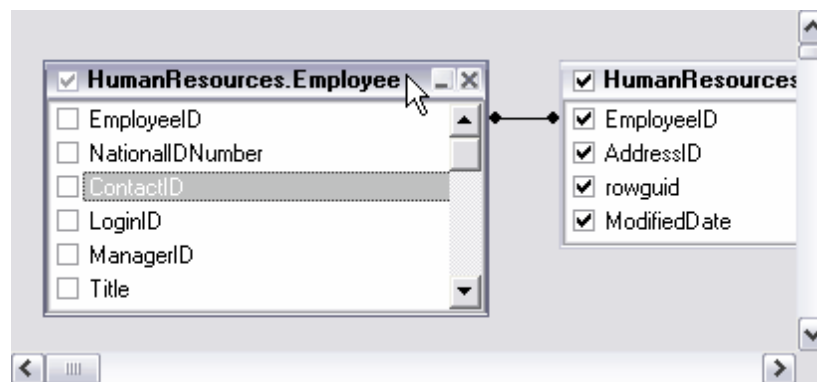 HumanResources.Employee
EmployeeID
NationalIDNumber
ContactID
LoginID
ManagerID
Title
HumanResources
EmployeeID
AddressID
rowguid
ModifiedDate